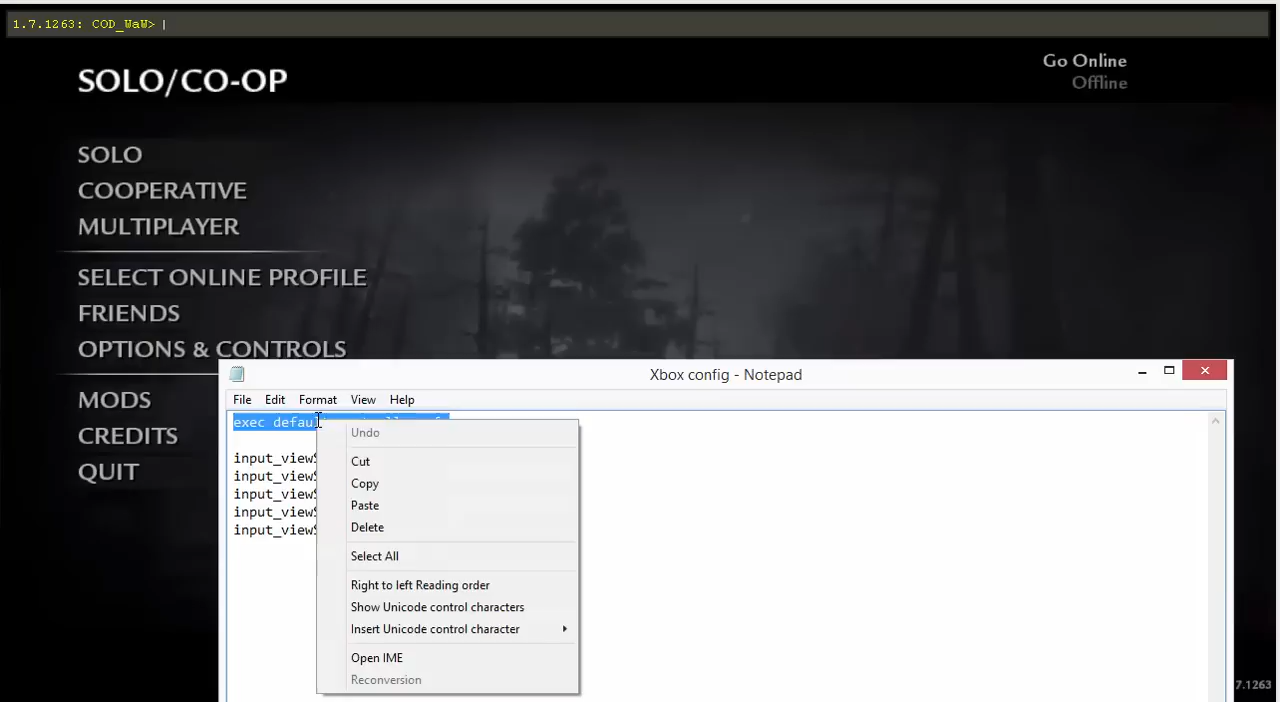 1.7.1263: COD_WaW> |
Go Online
SOLO/CO-OP
Offline
SOLO
COOPERATIVE
MULTIPLAYER
SELECT ONLINE PROFILE
FRIENDS
OPTIONS & CONTROLS
MODS
CREDITS
QUIT
7.1263
Xbox config - Notepad
File Edit Format View Help
exec
input_view
input_view
input_view
input_view
input_view
Undo
Cut
Copy
Paste
Delete
Select All
Right to left Reading order
Show Unicode control characters
Insert Unicode control character
Open IME
Reconversion